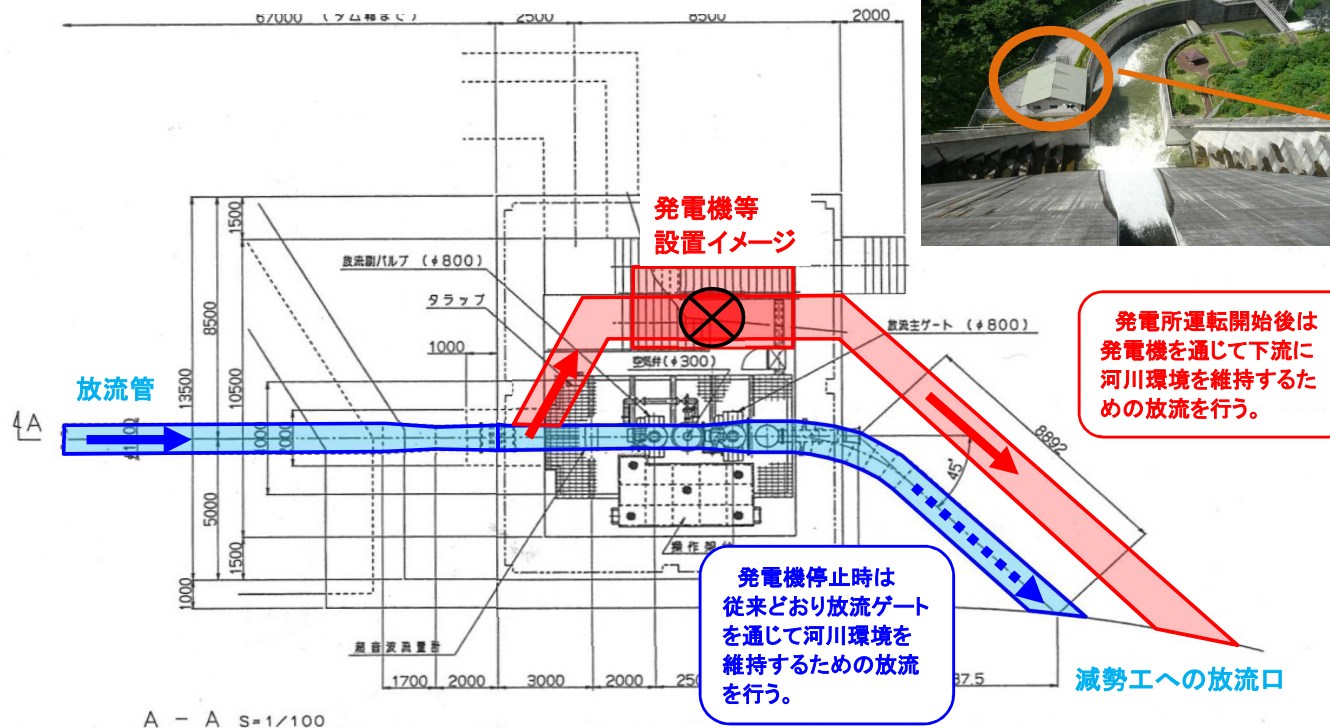 67000 (ダム軸まで)
2500
8500
2000
発電機等
設置イメージ
放流副バルブ (φ800)
タラップ
放流主ゲート (φ800)
空気弁(φ300)
1000
1500
8500
13500
10500
5000
1500
1000
2000
放流管
A
発電所運転開始後は
発電機を通じて下流に
河川環境を維持するた
めの放流を行う。
8892
45°
操作架台
発電機停止時は
従来どおり放流ゲート
を通じて河川環境を
維持するための放流
を行う。
超音波流量計
1700
2000
3000
2000
減勢工への放流口
A - A S=1/100